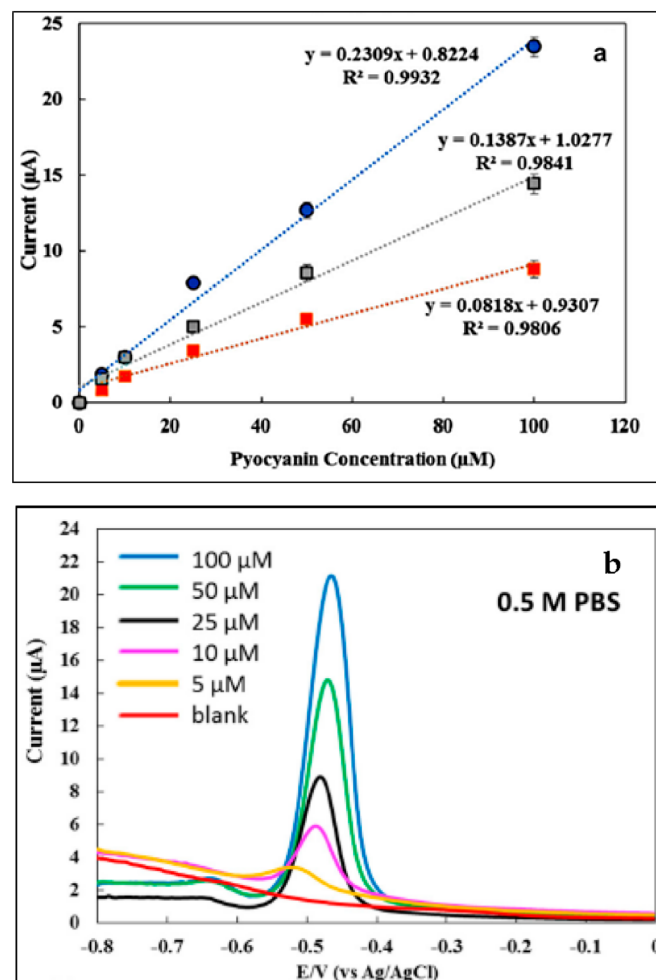 25
y = 0.2309x + 0.8224
R² = 0.9932
a
20
y = 0.1387x + 1.0277
R² = 0.9841
15
Current (µA)
10
y = 0.0818x + 0.9307
R² = 0.9806
5
0
0 20 40 60 80 100 120
Pyocyanin Concentration (µM)
24
b
22
100 µM
50 µM
0.5 M PBS
20
25 µM
18
10 µM
16
5 µM
14
blank
12
Current (µA)
10
8
6
4
2
0
-0.8 -0.7 -0.6 -0.5 -0.4 -0.3 -0.2 -0.1 0
E/V (vs Ag/AgCl)